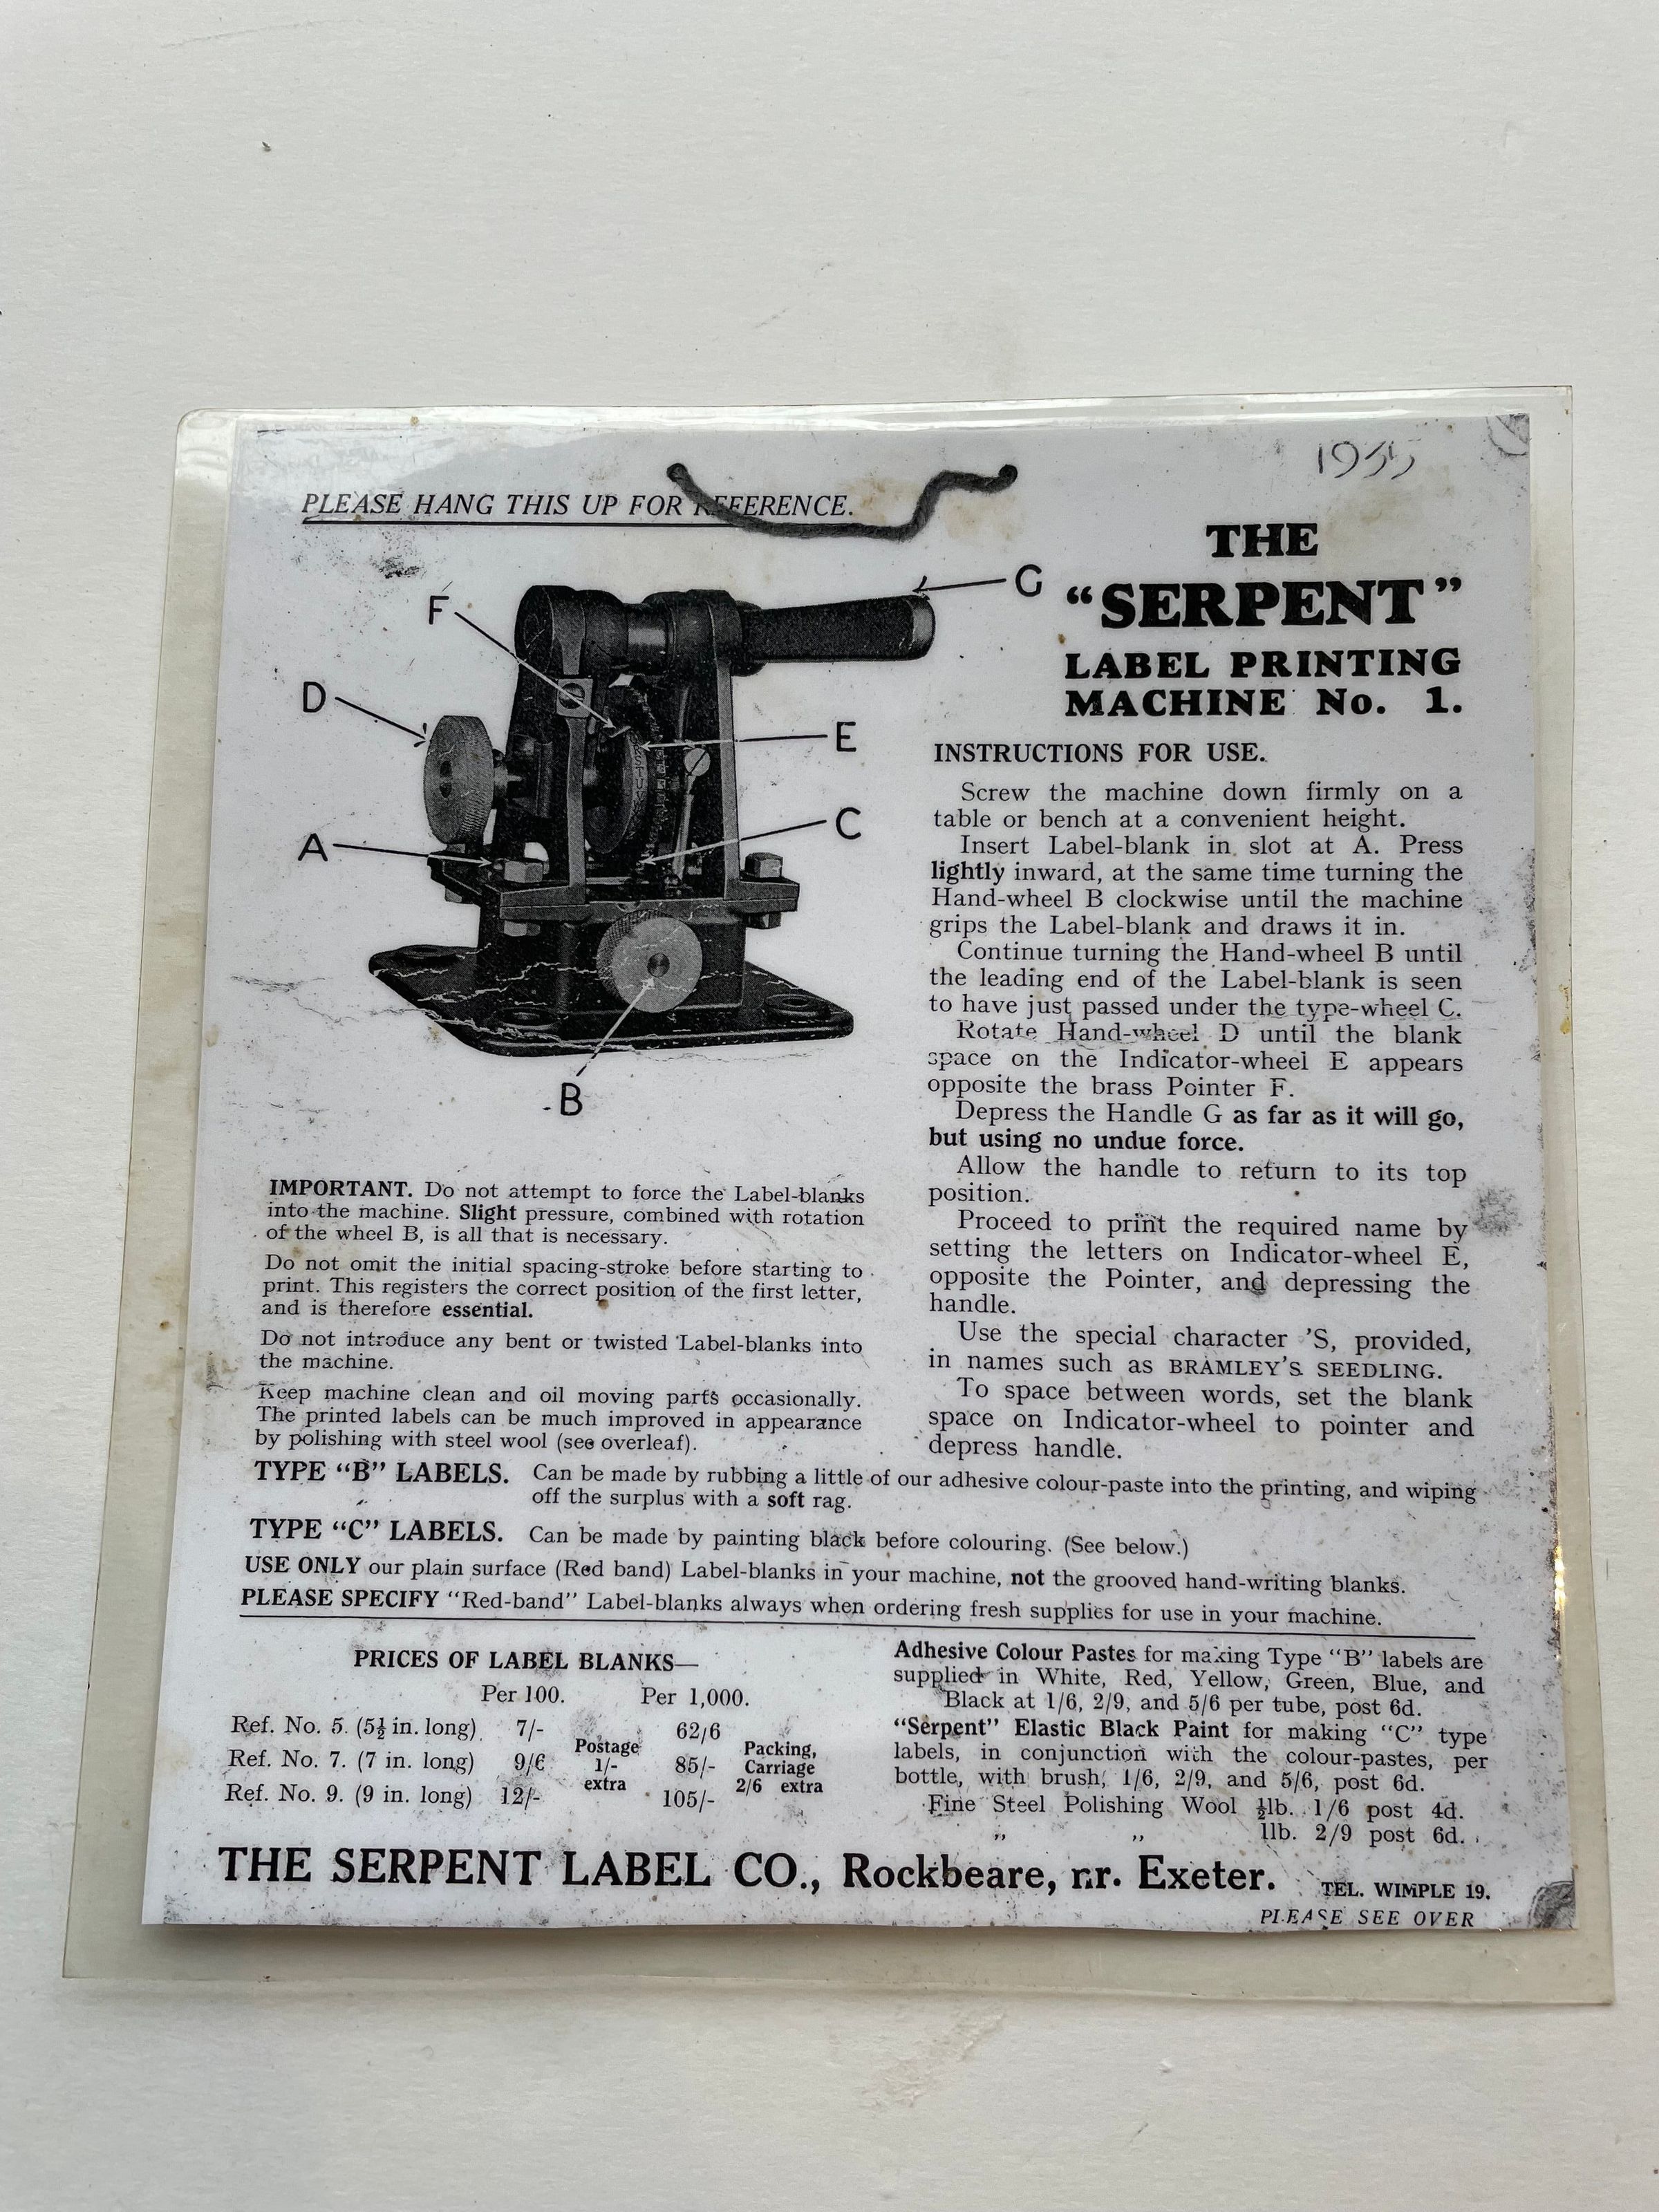 1955
PLEASE HANG THIS UP FOR REFERENCE.
THE
“SERPENT”
LABEL PRINTING
MACHINE No. 1.
G
F
D
E
C
A
B
INSTRUCTIONS FOR USE.
Screw the machine down firmly on a
table or bench at a convenient height.
Insert Label-blank in slot at A. Press
lightly inward, at the same time turning the
Hand-wheel B clockwise until the machine
grips the Label-blank and draws it in.
Continue turning the Hand-wheel B until
the leading end of the Label-blank is seen
to have just passed under the type-wheel C.
Rotate Hand-wheel D until the blank
space on the Indicator-wheel E appears
opposite the brass Pointer F.
Depress the Handle G as far as it will go,
but using no undue force.
Allow the handle to return to its top
position.
Proceed to print the required name by
setting the letters on Indicator-wheel E,
opposite the Pointer, and depressing the
handle.
Use the special character 'S, provided,
in names such as BRAMLEY'S SEEDLING.
To space between words, set the blank
space on Indicator-wheel to pointer and
depress handle.
IMPORTANT. Do not attempt to force the Label-blanks
into the machine. Slight pressure, combined with rotation
of the wheel B, is all that is necessary.
Do not omit the initial spacing-stroke before starting to
print. This registers the correct position of the first letter,
and is therefore essential.
Do not introduce any bent or twisted Label-blanks into
the machine.
Keep machine clean and oil moving parts occasionally.
The printed labels can be much improved in appearance
by polishing with steel wool (see overleaf).
TYPE “B” LABELS. Can be made by rubbing a little of our adhesive colour-paste into the printing, and wiping
off the surplus with a soft rag.
TYPE “C” LABELS. Can be made by painting black before colouring. (See below.)
USE ONLY our plain surface (Red band) Label-blanks in your machine, not the grooved hand-writing blanks.
PLEASE SPECIFY “Red-band” Label-blanks always when ordering fresh supplies for use in your machine.
PRICES OF LABEL BLANKS—
Per 100. Per 1,000.
Ref. No. 5. (5½ in. long) 7/- 62/6
Ref. No. 7. (7 in. long) 9/6 85/-
Ref. No. 9. (9 in. long) 12/- 105/-
Postage
1/-
extra
Packing,
Carriage
2/6 extra
Adhesive Colour Pastes for making Type “B” labels are
supplied in White, Red, Yellow, Green, Blue, and
Black at 1/6, 2/9, and 5/6 per tube, post 6d.
“Serpent” Elastic Black Paint for making “C” type
labels, in conjunction with the colour-pastes, per
bottle, with brush, 1/6, 2/9, and 5/6, post 6d.
Fine Steel Polishing Wool ½lb. 1/6 post 4d.
„ „ 1lb. 2/9 post 6d.
THE SERPENT LABEL CO., Rockbeare, nr. Exeter. TEL. WIMPLE 19.
PLEASE SEE OVER